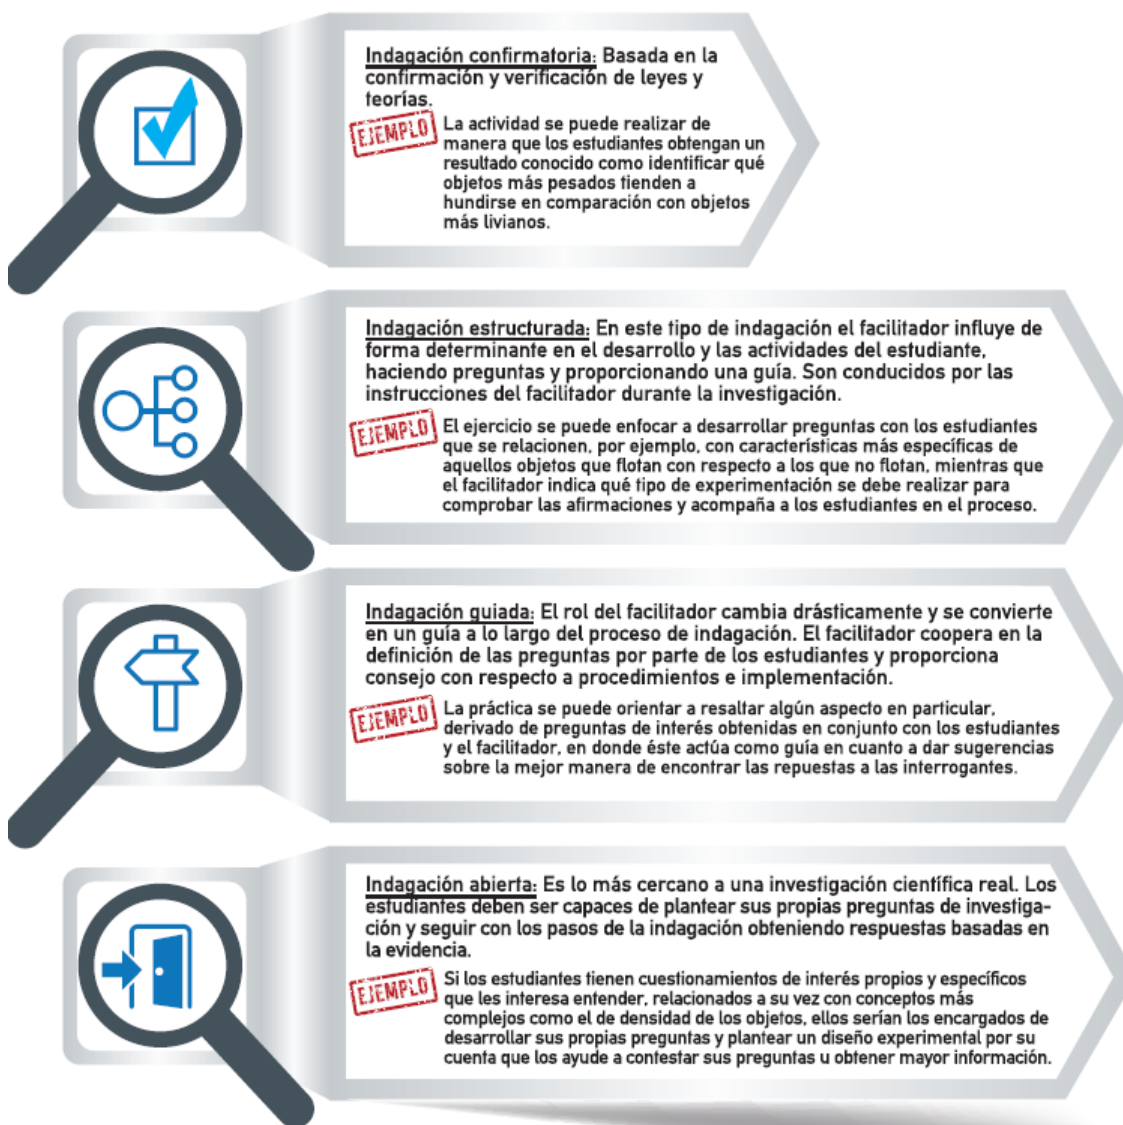 Indagación confirmatoria: Basada en la
confirmación y verificación de leyes y
teorías.
EJEMPLO
La actividad se puede realizar de
manera que los estudiantes obtengan un
resultado conocido como identificar qué
objetos más pesados tienden a
hundirse en comparación con objetos
más livianos.
Indagación estructurada: En este tipo de indagación el facilitador influye de
forma determinante en el desarrollo y las actividades del estudiante,
haciendo preguntas y proporcionando una guía. Son conducidos por las
instrucciones del facilitador durante la investigación.
EJEMPLO
El ejercicio se puede enfocar a desarrollar preguntas con los estudiantes
que se relacionen, por ejemplo, con características más específicas de
aquellos objetos que flotan con respecto a los que no flotan, mientras que
el facilitador indica qué tipo de experimentación se debe realizar para
comprobar las afirmaciones y acompaña a los estudiantes en el proceso.
Indagación guiada: El rol del facilitador cambia drásticamente y se convierte
en un guía a lo largo del proceso de indagación. El facilitador coopera en la
definición de las preguntas por parte de los estudiantes y proporciona
consejo con respecto a procedimientos e implementación.
EJEMPLO
La práctica se puede orientar a resaltar algún aspecto en particular,
derivado de preguntas de interés obtenidas en conjunto con los estudiantes
y el facilitador, en donde éste actúa como guía en cuanto a dar sugerencias
sobre la mejor manera de encontrar las repuestas a las interrogantes.
Indagación abierta: Es lo más cercano a una investigación científica real. Los
estudiantes deben ser capaces de plantear sus propias preguntas de investiga-
ción y seguir con los pasos de la indagación obteniendo respuestas basadas en
la evidencia.
EJEMPLO
Si los estudiantes tienen cuestionamientos de interés propios y específicos
que les interesa entender, relacionados a su vez con conceptos más
complejos como el de densidad de los objetos, ellos serían los encargados de
desarrollar sus propias preguntas y plantear un diseño experimental por su
cuenta que los ayude a contestar sus preguntas u obtener mayor información.